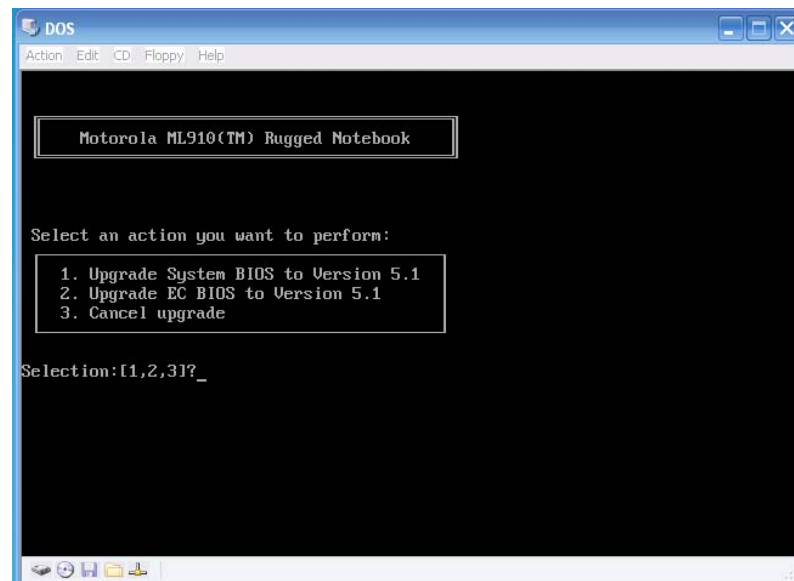 DOS
Action Edit CD Floppy Help
Motorola ML910(TM) Rugged Notebook
Select an action you want to perform:
1. Upgrade System BIOS to Version 5.1
2. Upgrade EC BIOS to Version 5.1
3. Cancel upgrade
Selection:[1,2,3]?_